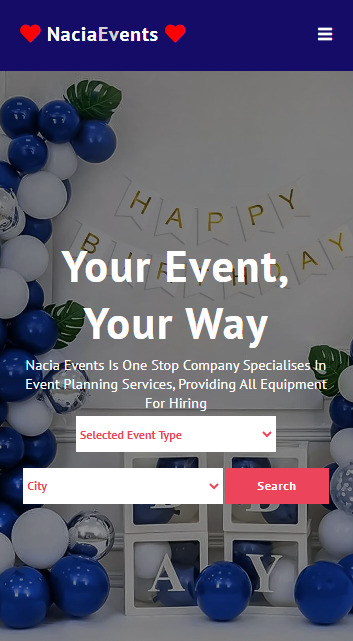 NaciaEvents
HAPPY
BIRTHDAY
Your Event,
Your Way
Nacia Events Is One Stop Company Specialises In
Event Planning Services, Providing All Equipment
For Hiring
Selected Event Type
City
Search
B B
A Y